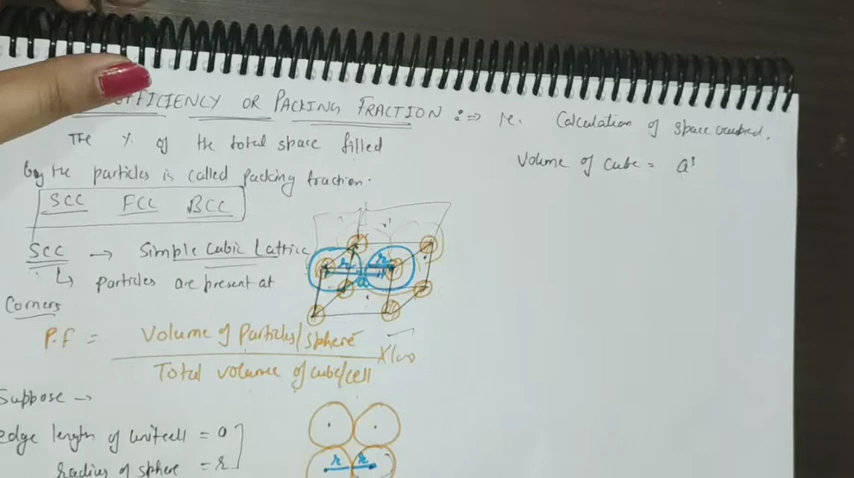 EFFICIENCY OR PACKING FRACTION :⇒
The % of the total space filled
by the particles is called packing fraction.
SCC FCC BCC
SCC → Simple Cubic Lattice
↳ particles are present at
Corners
P.f = Volume of Particles/sphere
Total volume of cube/cell
×100
Suppose →
edge length of unitcell = a
radius of sphere = r
r r
a
r r
Calculation of space occupied.
Volume of cube = a³